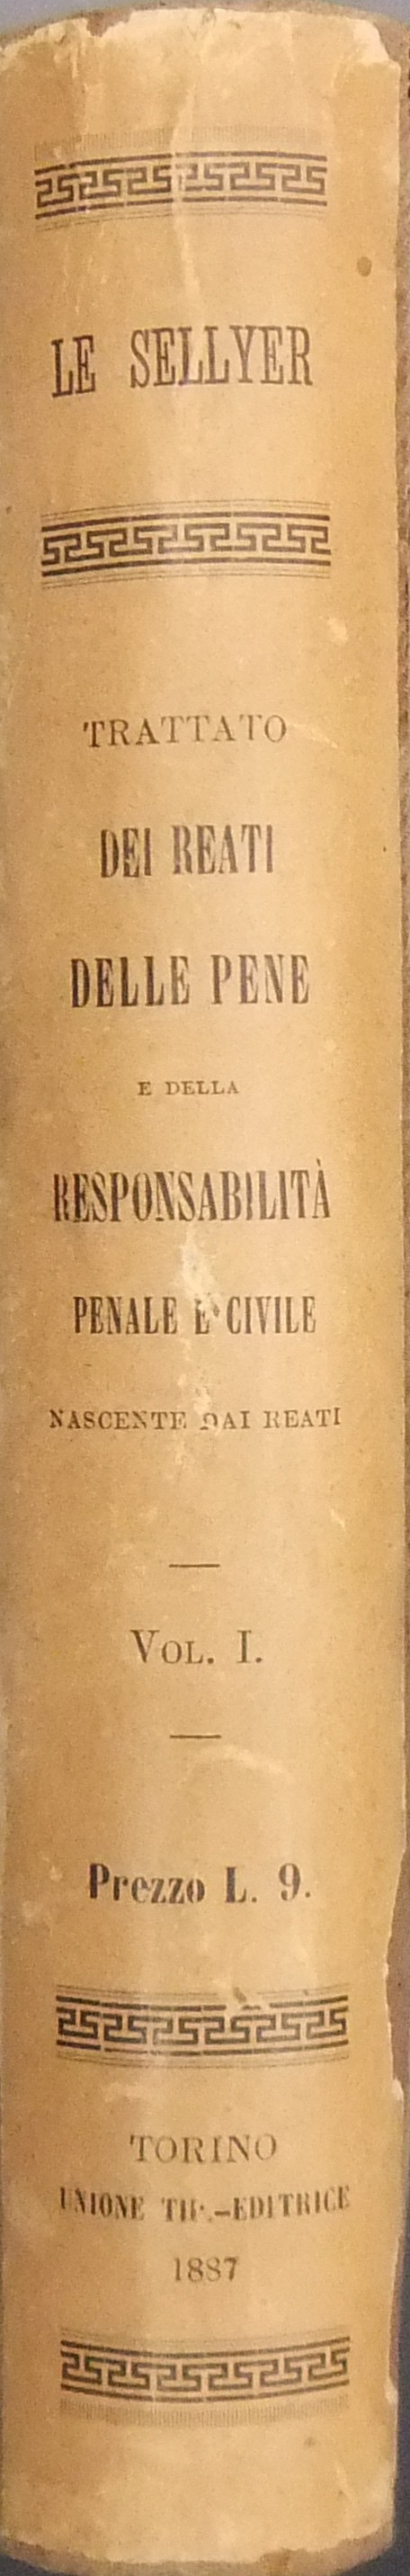 LE SELLYER
TRATTATO
DEI REATI
DELLE PENE
E DELLA
RESPONSABILITÀ
PENALE E CIVILE
NASCENTE DAI REATI
VOL. I.
Prezzo L. 9.
TORINO
UNIONE TIP.-EDITRICE
1887